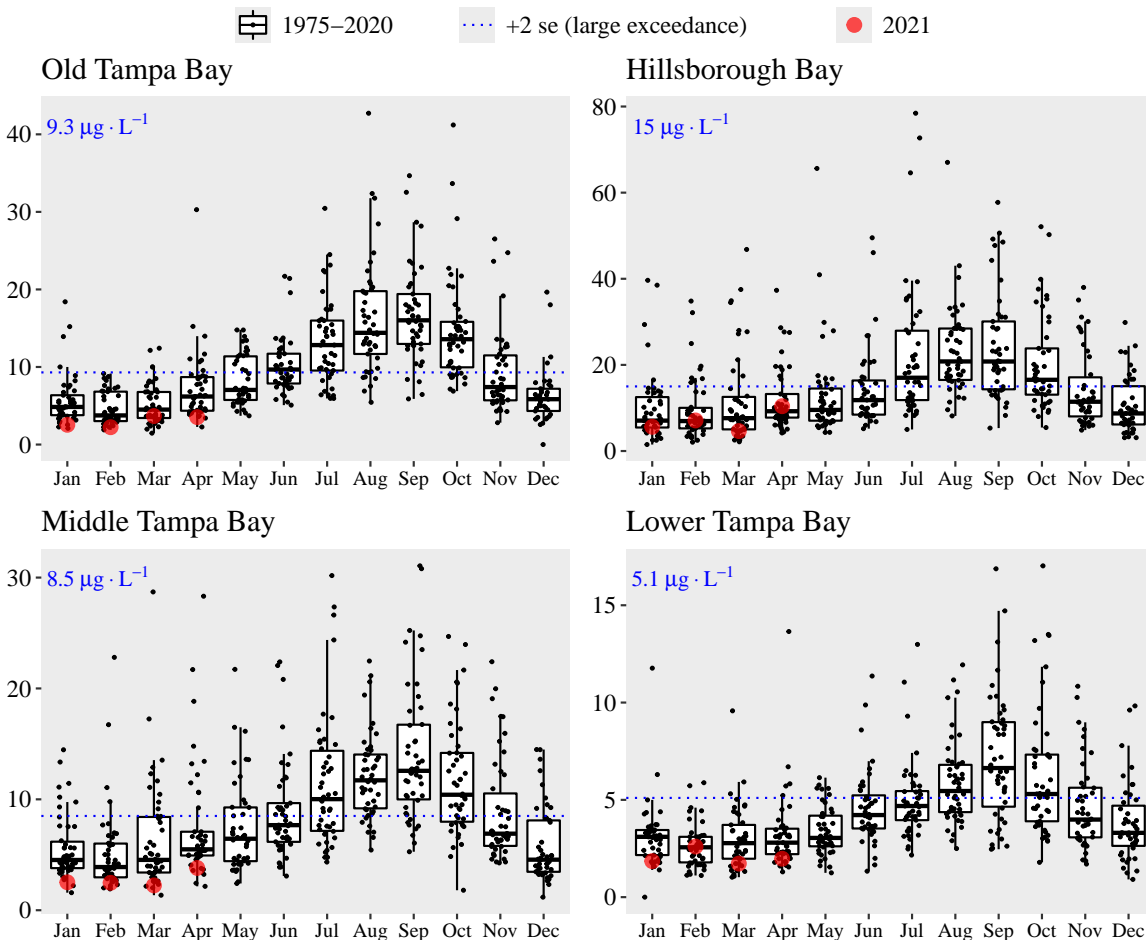 1975−2020 +2 se (large exceedance) 2021
Old Tampa Bay
9.3 μg · L⁻¹
40
30
20
10
0
Jan Feb Mar Apr May Jun Jul Aug Sep Oct Nov Dec
Hillsborough Bay
15 μg · L⁻¹
80
60
40
20
0
Jan Feb Mar Apr May Jun Jul Aug Sep Oct Nov Dec
Middle Tampa Bay
8.5 μg · L⁻¹
30
20
10
0
Jan Feb Mar Apr May Jun Jul Aug Sep Oct Nov Dec
Lower Tampa Bay
5.1 μg · L⁻¹
15
10
5
0
Jan Feb Mar Apr May Jun Jul Aug Sep Oct Nov Dec